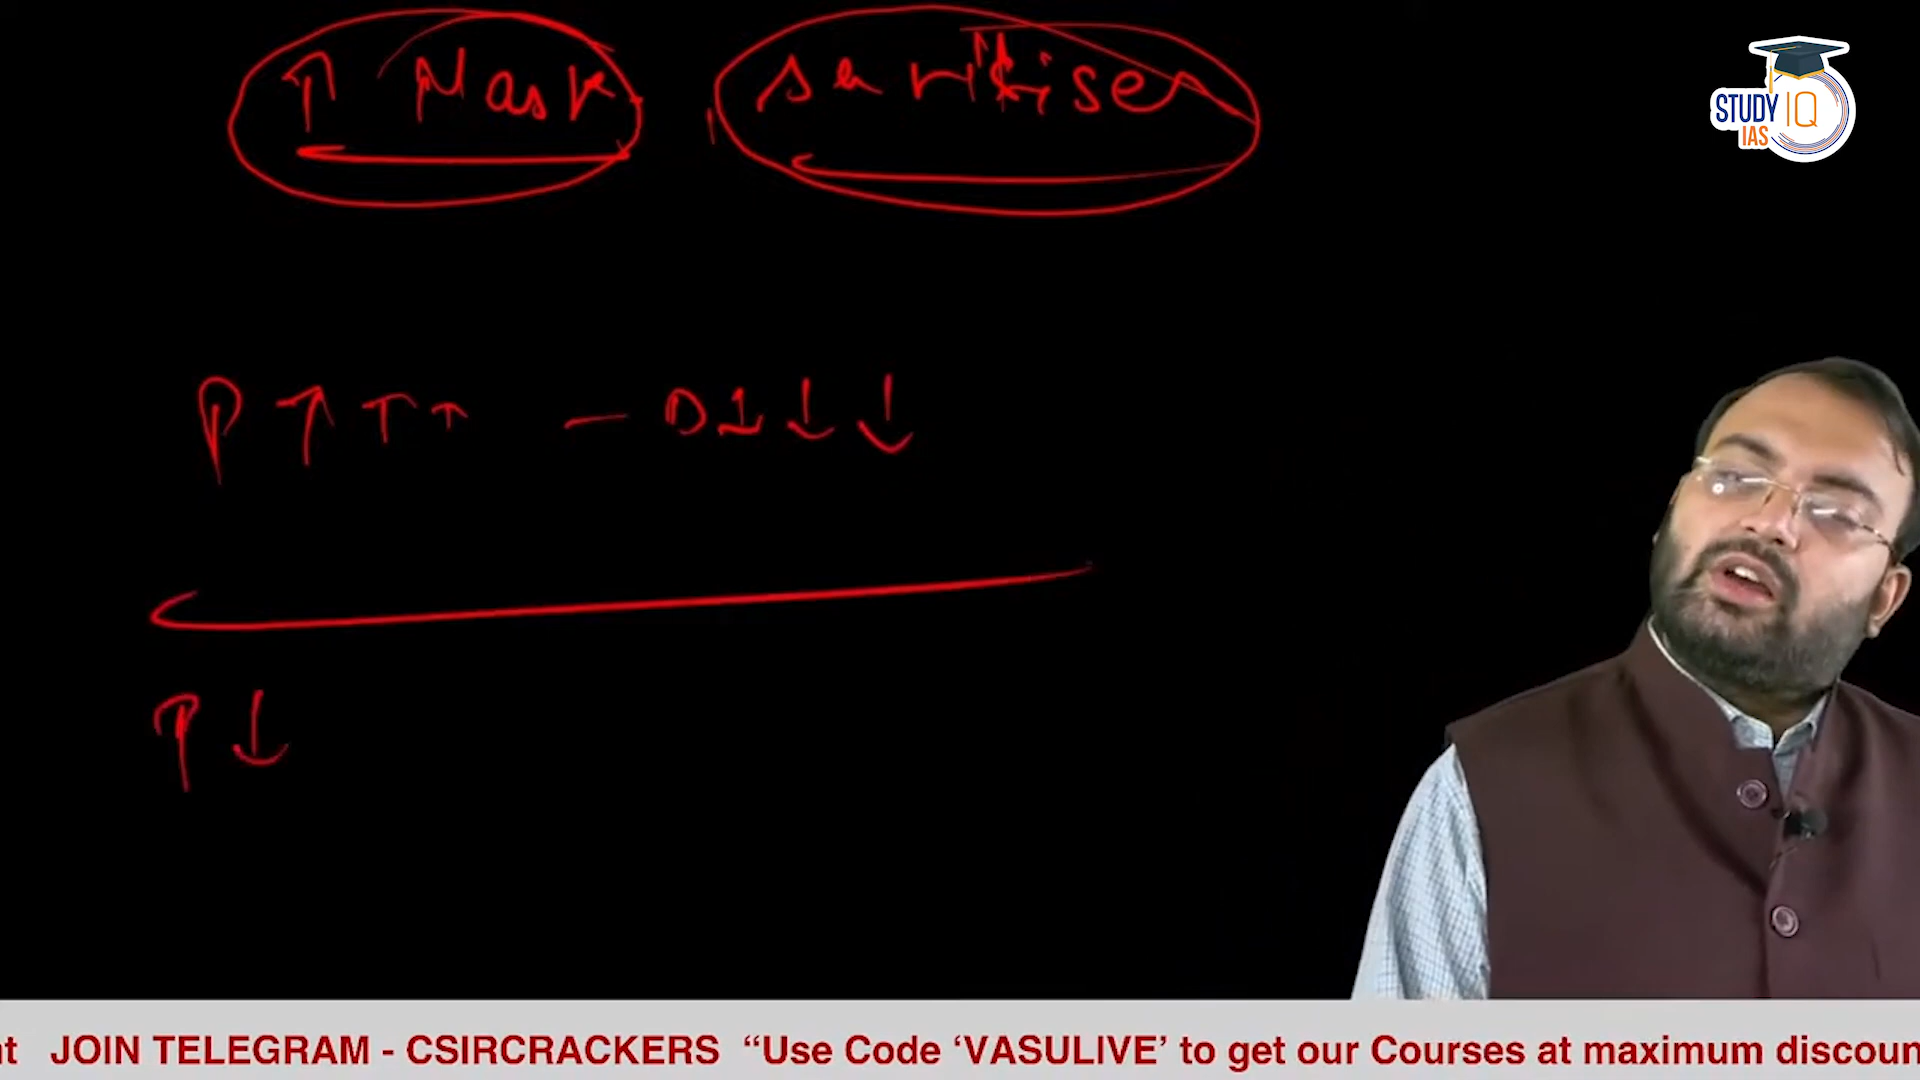 ↑ Mask sanitiser
P ↑ ↑ ↑ — D ↓ ↓ ↓
P ↓
STUDY IQ
IAS
JOIN TELEGRAM - CSIRCRACKERS “Use Code ‘VASULIVE’ to get our Courses at maximum discoun